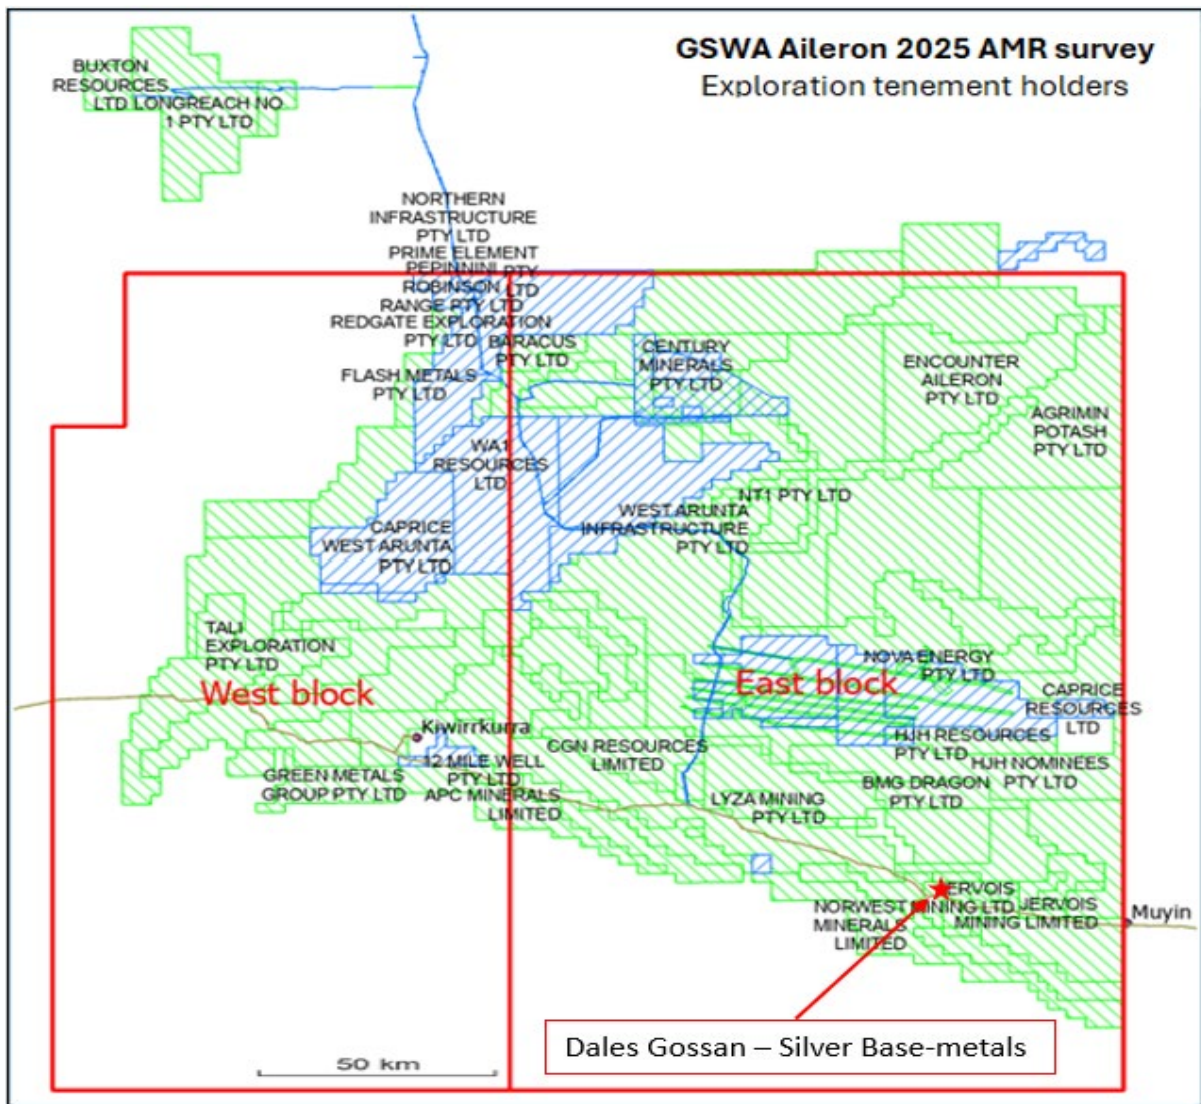 GSWA Aileron 2025 AMR survey
Exploration tenement holders
BUXTON
RESOURCES
LTD LONGREACH NO
1 PTY LTD
NORTHERN
INFRASTRUCTURE
PTY LTD
PRIME ELEMENT
PEPINNINI PTY
ROBINSON LTD
RANGE PTY LTD
REDGATE EXPLORATION
PTY LTD
BARACUS
PTY LTD
FLASH METALS
PTY LTD
CENTURY
MINERALS
PTY LTD
ENCOUNTER
AILERON
PTY LTD
AGRIMIN
POTASH
PTY LTD
WA1
RESOURCES
LTD
NT1 PTY LTD
WEST ARUNTA
INFRASTRUCTURE
PTY LTD
CAPRICE
WEST ARUNTA
PTY LTD
TALI
EXPLORATION
PTY LTD
West block
East block
NOVA ENERGY
PTY LTD
CAPRICE
RESOURCES
LTD
Kiwirrkurra
12 MILE WELL
PTY LTD
GREEN METALS
GROUP PTY LTD
APC MINERALS
LIMITED
CGN RESOURCES
LIMITED
HJH RESOURCES
PTY LTD
HJH NOMINEES
PTY LTD
BMG DRAGON
PTY LTD
LYZA MINING
PTY LTD
ERVOIS
MINING LTD
NORWEST
MINERALS
LIMITED
JERVOIS
MINING LIMITED
Muyin
Dales Gossan – Silver Base-metals
50 km